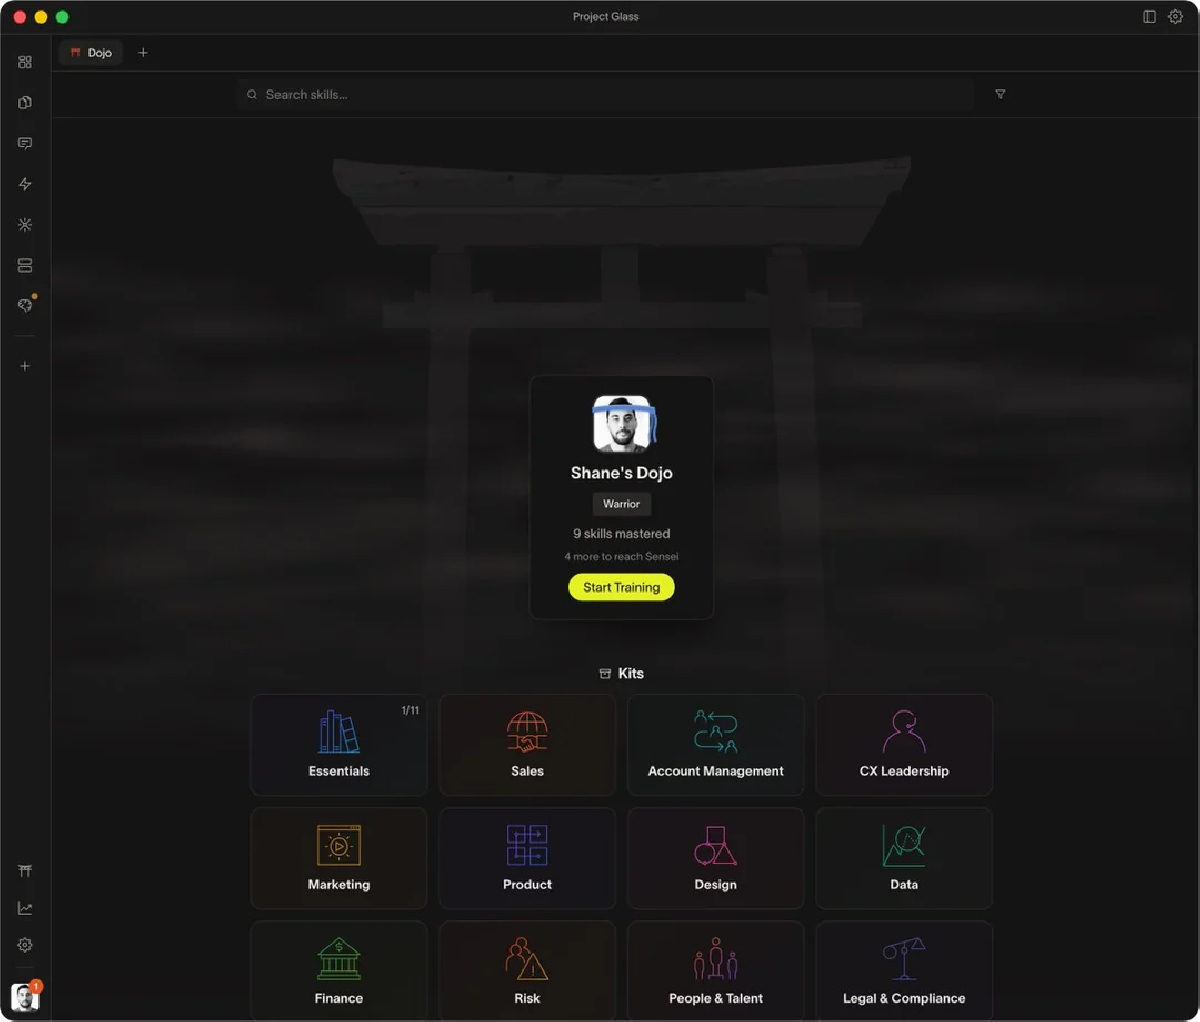 Project Glass
Dojo
Search skills...
Shane's Dojo
Warrior
9 skills mastered
4 more to reach Sensei
Start Training
Kits
1/11
Essentials
Sales
Account Management
CX Leadership
Marketing
Product
Design
Data
Finance
Risk
People & Talent
Legal & Compliance
1